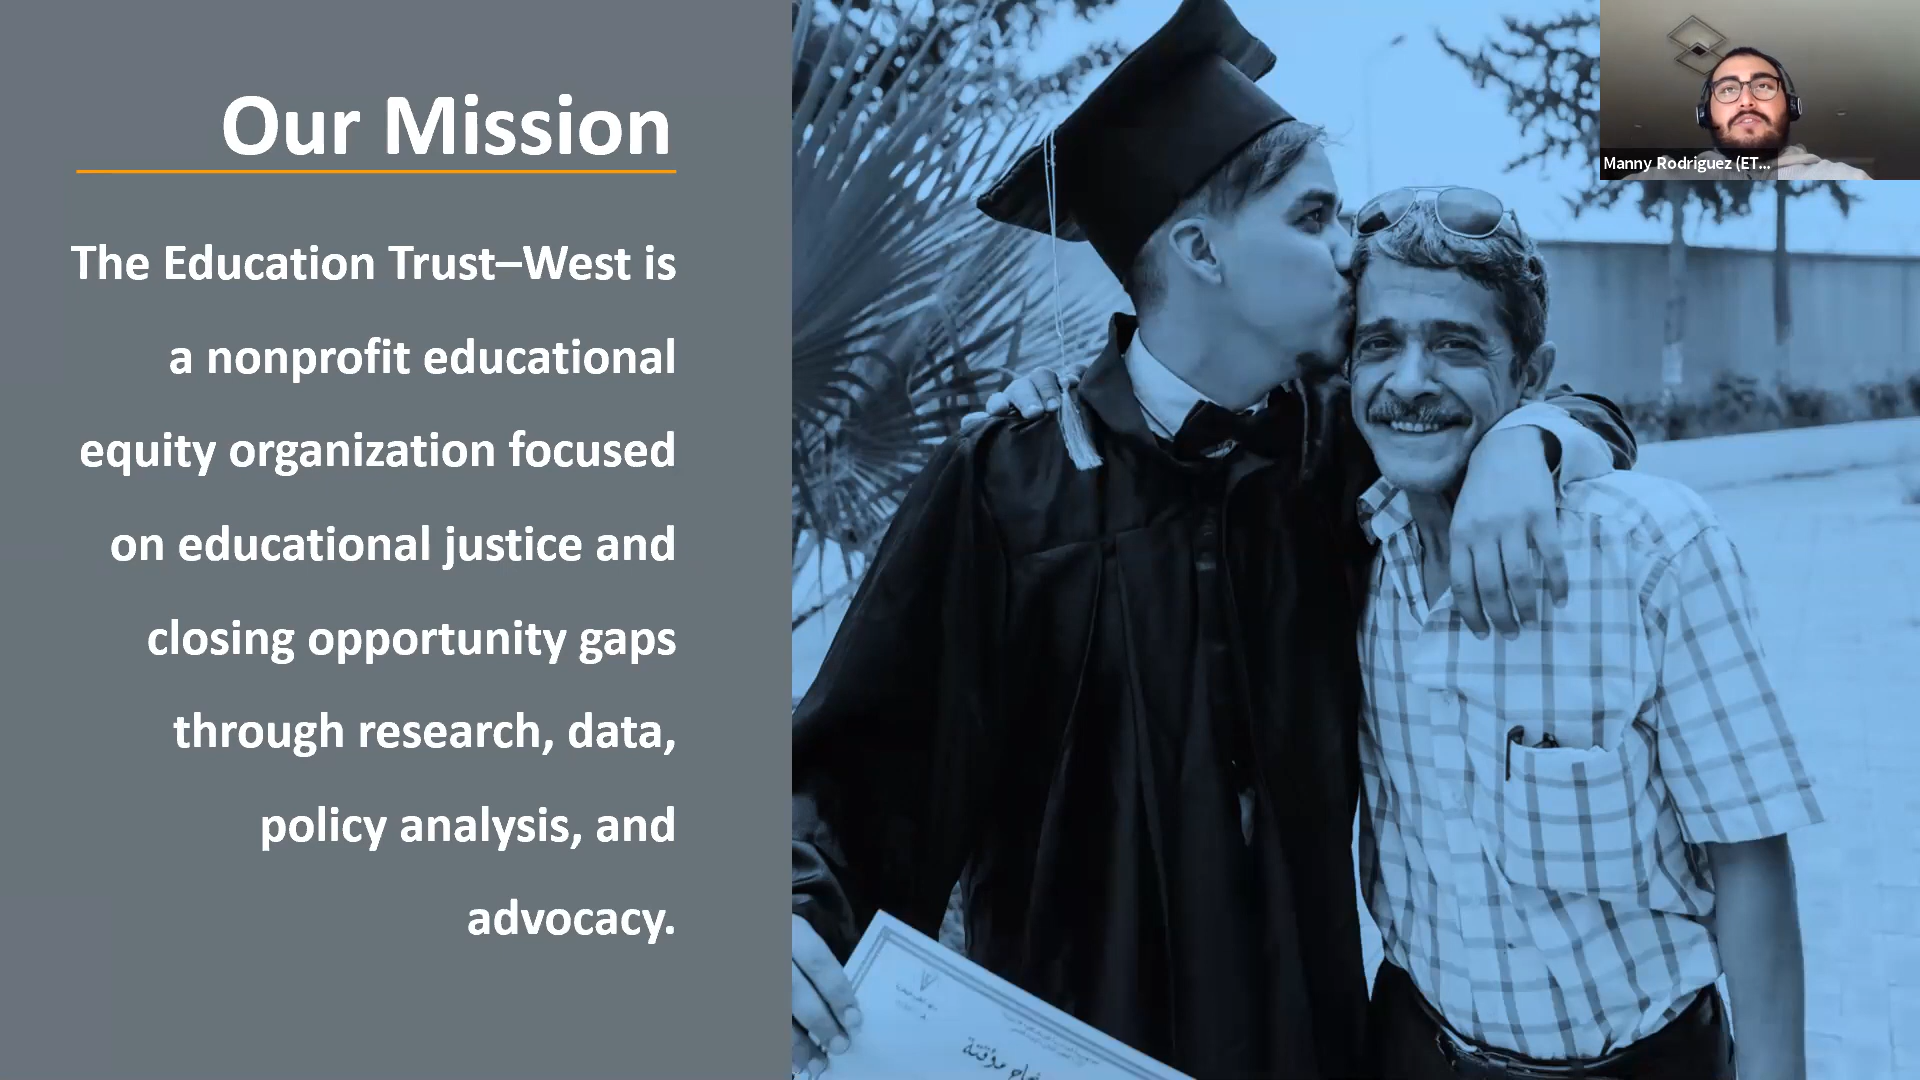 Our Mission
The Education Trust–West is
a nonprofit educational
equity organization focused
on educational justice and
closing opportunity gaps
through research, data,
policy analysis, and
advocacy.
Manny Rodriguez (ET...